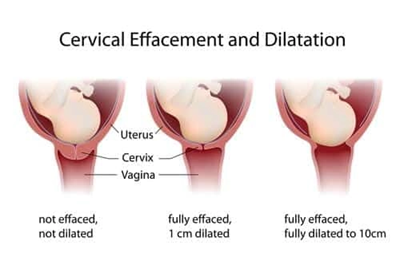 Cervical Effacement and Dilatation
Uterus
Cervix
Vagina
not effaced,
not dilated
fully effaced,
1 cm dilated
fully effaced,
fully dilated to 10cm